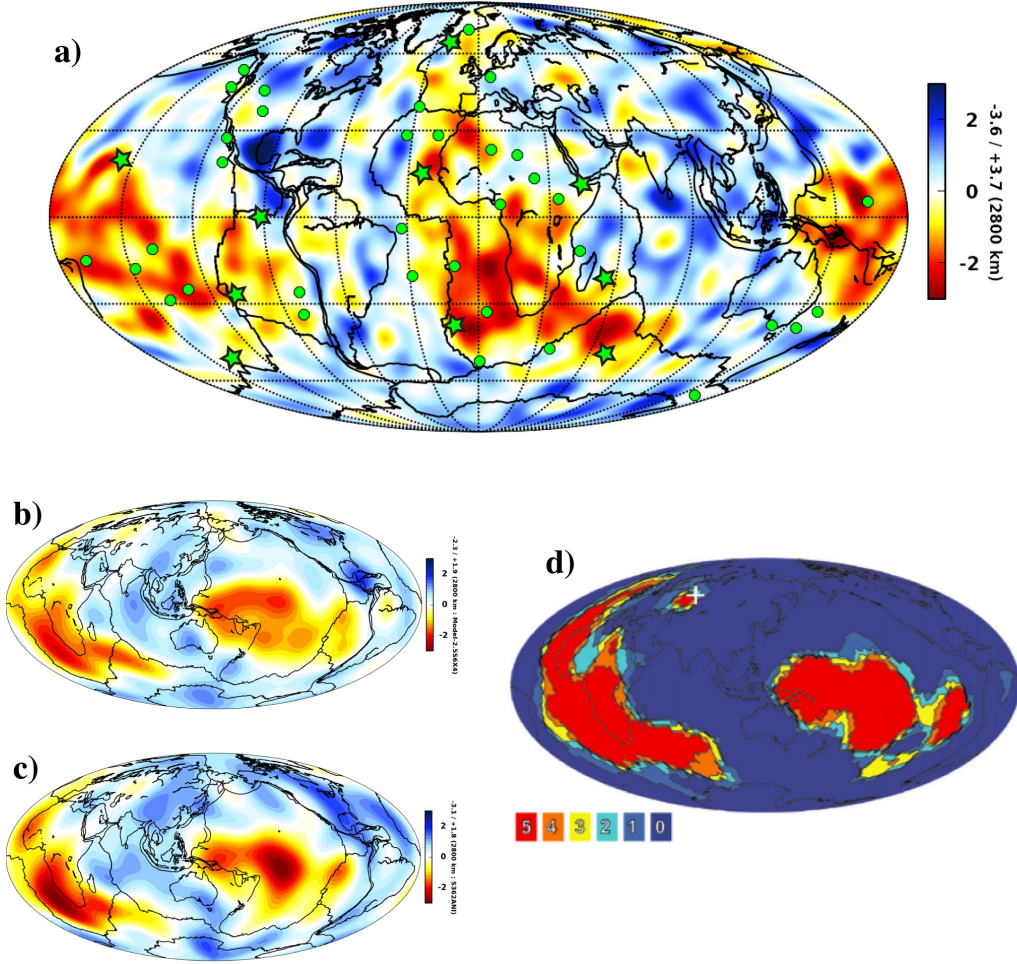 a)
2
0
-2
-3.6 / +3.7 (2800 km)
b)
2
0
-2
-2.3 / +1.9 (2800 km : Model-2.5S6X4)
c)
2
0
-2
-3.1 / +1.8 (2800 km : S362ANI)
d)
5 4 3 2 1 0